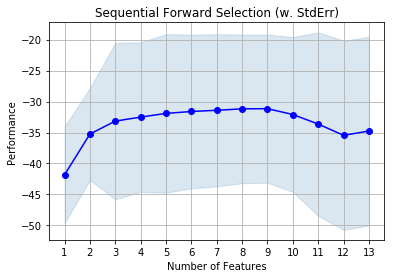 Sequential Forward Selection (w. StdErr)
Performance
−20
−25
−30
−35
−40
−45
−50
1 2 3 4 5 6 7 8 9 10 11 12 13
Number of Features